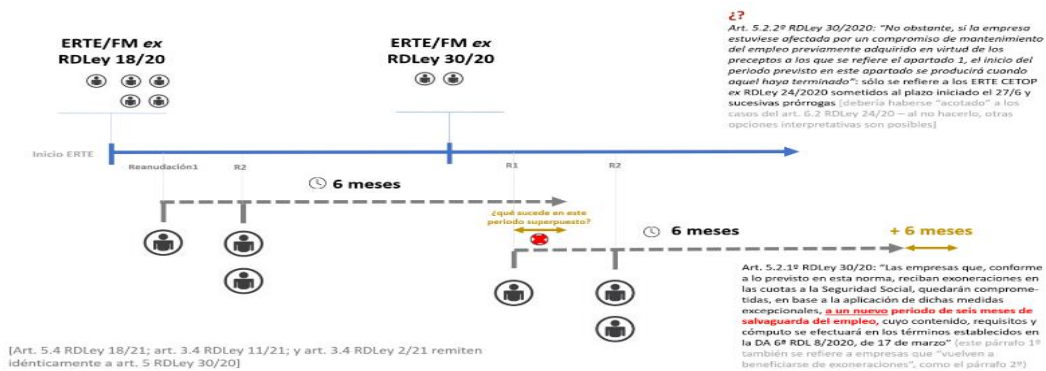 ERTE/FM ex
RDLey 18/20
ERTE/FM ex
RDLey 30/20
¿?
Art. 5.2.2º RDLey 30/2020: “No obstante, si la empresa
estuviese afectada por un compromiso de mantenimiento
del empleo previamente adquirido en virtud de los
preceptos a los que se refiere el apartado 1, el inicio del
periodo previsto en este apartado se producirá cuando
aquel haya terminado”: sólo se refiere a los ERTE CETOP
ex RDLey 24/2020 sometidos al plazo iniciado el 27/6 y
sucesivas prórrogas [debería haberse “acotado” a los
casos del art. 6.2 RDLey 24/20 – al no hacerlo, otras
opciones interpretativas son posibles]
Inicio ERTE
Reanudación1
R2
R1
R2
6 meses
¿qué sucede en este
periodo superpuesto?
6 meses
+ 6 meses
Art. 5.2.1º RDLey 30/20: “Las empresas que, conforme
a lo previsto en esta norma, reciban exoneraciones en
las cuotas a la Seguridad Social, quedarán comprome-
tidas, en base a la aplicación de dichas medidas
excepcionales, a un nuevo periodo de seis meses de
salvaguarda del empleo, cuyo contenido, requisitos y
cómputo se efectuará en los términos establecidos en
la DA 6ª RDL 8/2020, de 17 de marzo” (este párrafo 1º
también se refiere a empresas que “vuelven a
beneficiarse de exoneraciones”, como el párrafo 2º)
[Art. 5.4 RDLey 18/21; art. 3.4 RDLey 11/21; y art. 3.4 RDLey 2/21 remiten
idénticamente a art. 5 RDLey 30/20]